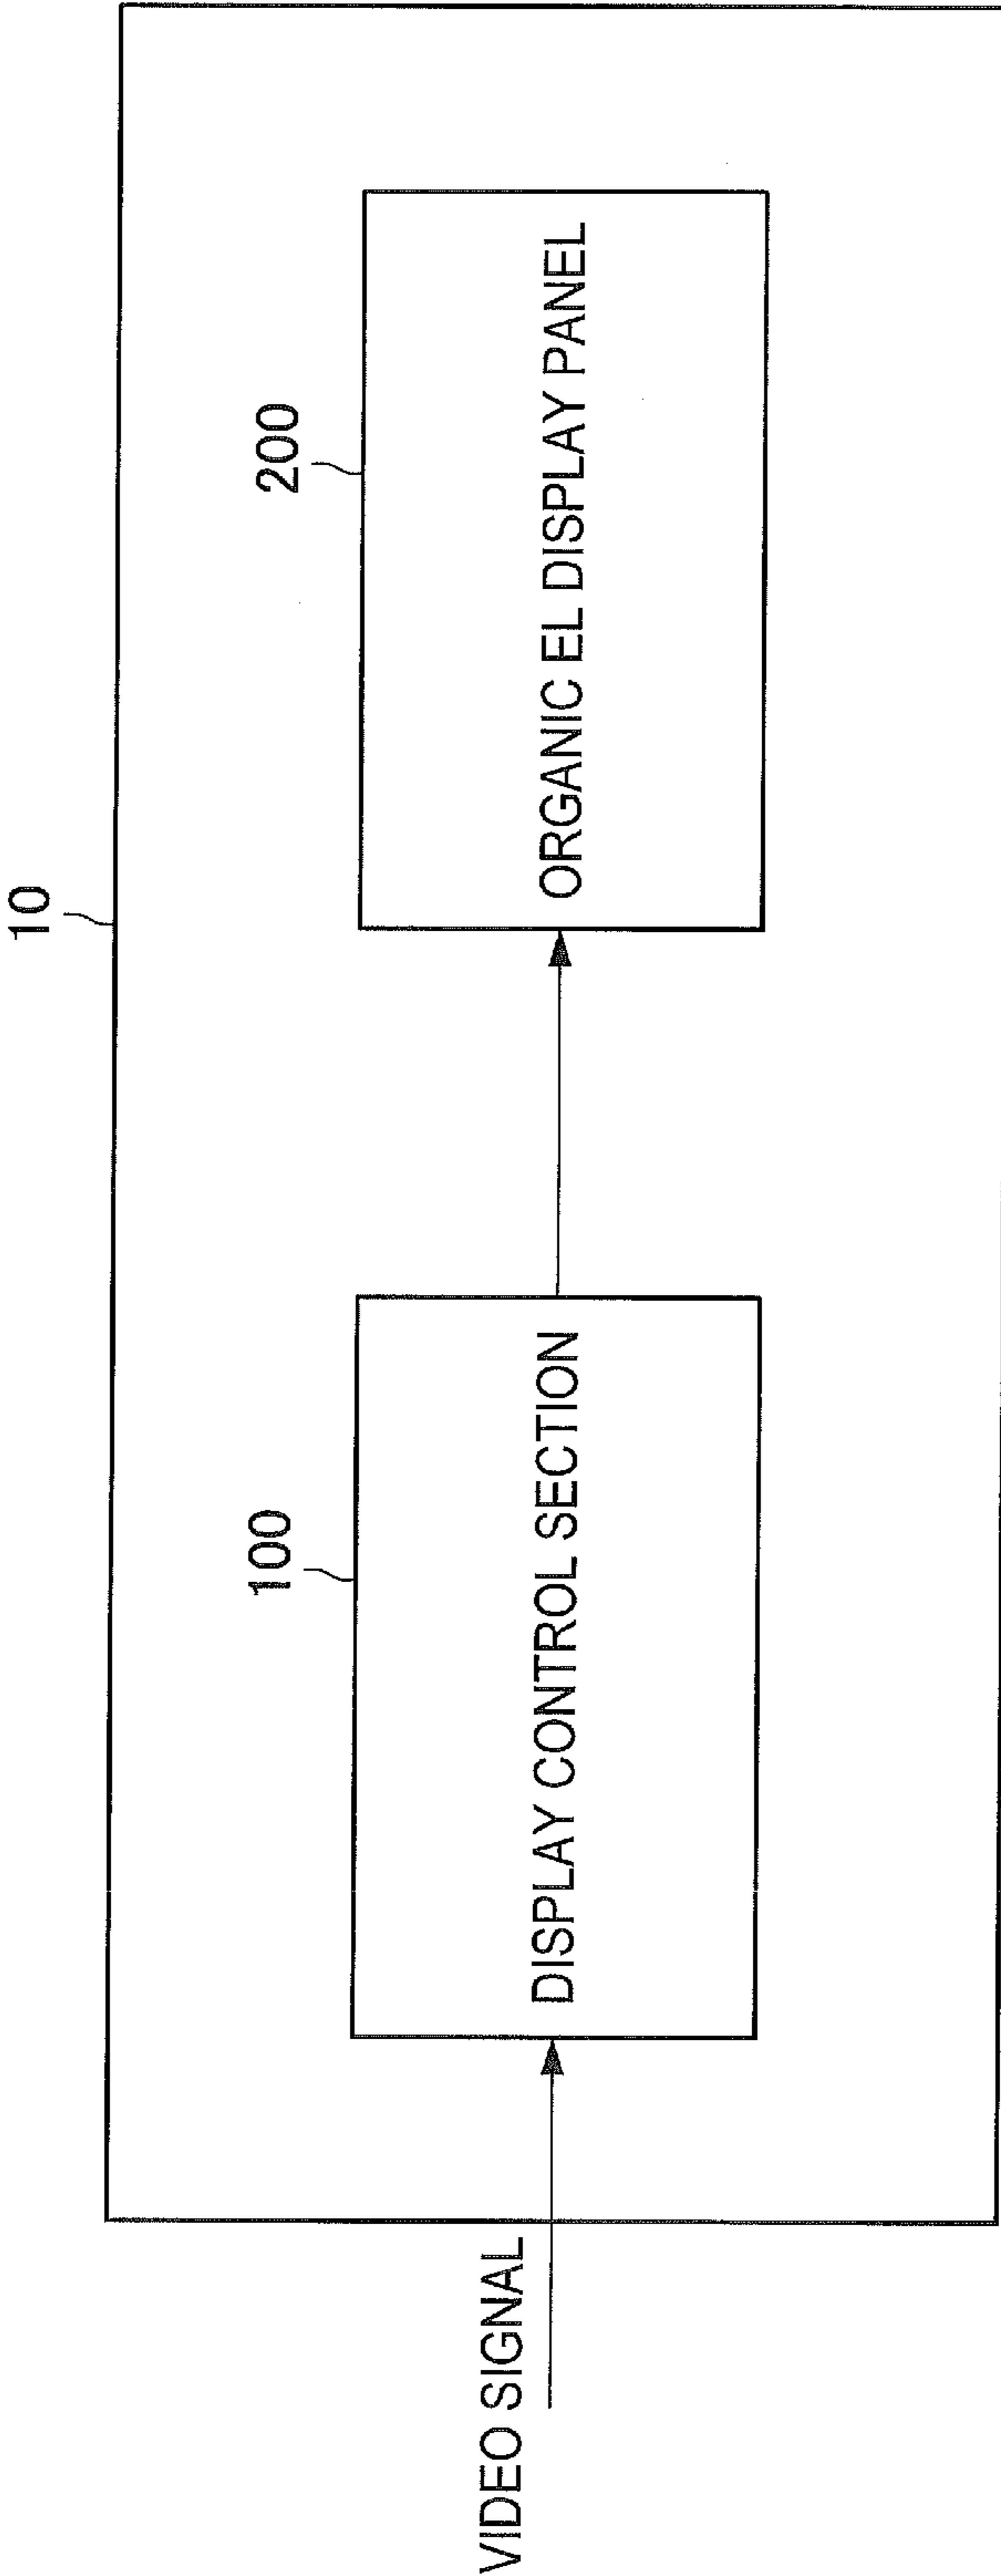 10
200
100
ORGANIC EL DISPLAY PANEL
DISPLAY CONTROL SECTION
VIDEO SIGNAL